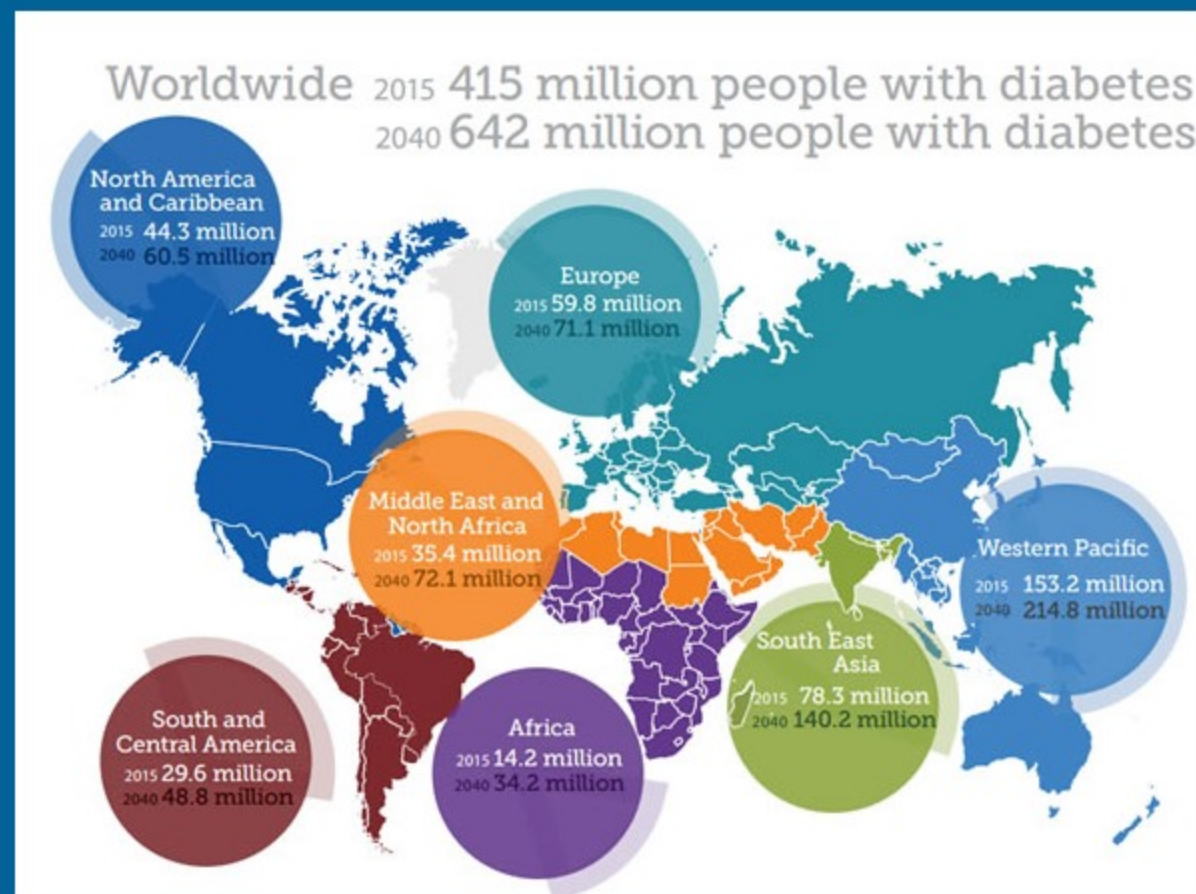 Worldwide 2015 415 million people with diabetes
2040 642 million people with diabetes
North America
and Caribbean
2015 44.3 million
2040 60.5 million
Europe
2015 59.8 million
2040 71.1 million
Middle East and
North Africa
2015 35.4 million
2040 72.1 million
Western Pacific
2015 153.2 million
2040 214.8 million
South East
Asia
2015 78.3 million
2040 140.2 million
South and
Central America
2015 29.6 million
2040 48.8 million
Africa
2015 14.2 million
2040 34.2 million